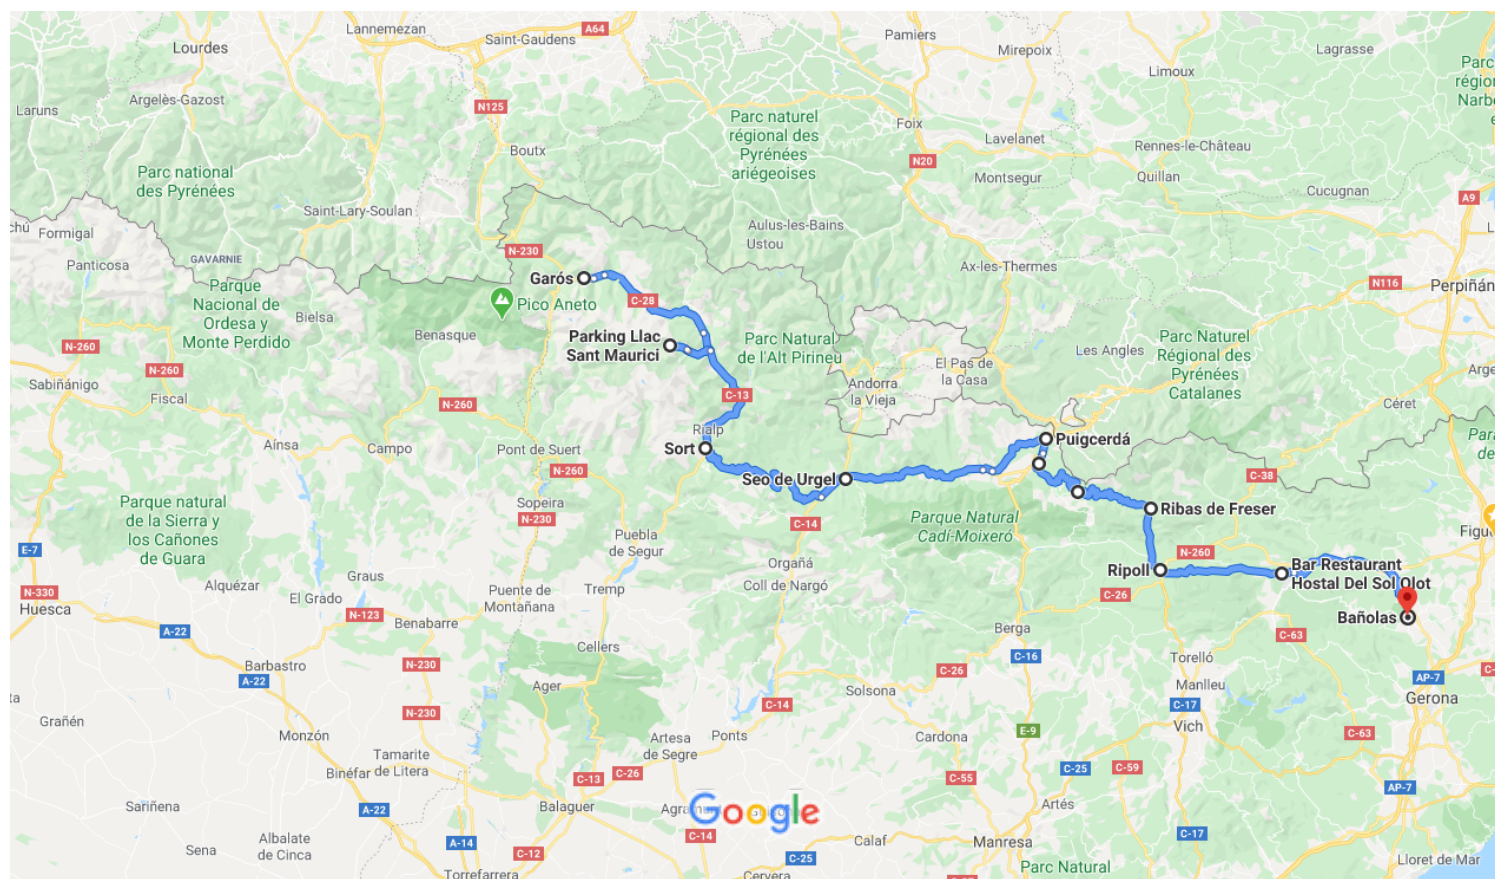 Lannemezan
Saint-Gaudens
A64
Pamiers
Mirepoix
Lagrasse
Lourdes
Parc
régior
Narb
Limoux
Laruns
Argelès-Gazost
N125
Parc naturel
régional des
Pyrénées
ariégeoises
Foix
Lavelanet
Rennes-le-Château
Boutx
N20
Montsegur
Quillan
Cucugnan
A9
Parc national
des Pyrénées
Saint-Lary-Soulan
Aulus-les-Bains
Ustou
chú
Formigal
N-230
Panticosa
GAVARNIE
Ax-les-Thermes
N116
Perpiñán
Garós
Parque
Nacional de
Ordesa y
Monte Perdido
C-28
Pico Aneto
Bielsa
Benasque
Parking Llac
Sant Maurici
Parc Natural
de l'Alt Pirineu
Parc Naturel
Régional des
Pyrénées
Catalanes
Les Angles
N-260
El Pas de
la Casa
Arge
N-260
Sabiñánigo
Fiscal
Andorra
la Vieja
C-13
N-260
Céret
Rialp
Puigcerdá
Para
de
Aínsa
Campo
Pont de Suert
Sort
N-260
Seo de Urgel
C-38
Parque natural
de la Sierra y
los Cañones
de Guara
Sopeira
N-230
C-14
Parque Natural
Cadí-Moixeró
Ribas de Freser
Figu
Puebla
de Segur
E-7
N-260
Orgañá
Ripoll
Bar Restaurant
Hostal Del Sol Olot
Graus
Alquézar
El Grado
Tremp
Coll de Nargó
N-330
Huesca
Puente de
Montañana
C-26
N-123
Benabarre
Bañolas
A-22
Berga
C-63
Cellers
C-16
Torelló
Barbastro
N-230
C-26
C-
A-22
Ager
Solsona
Manlleu
AP-7
Gerona
C-14
C-17
Grañén
N-230
Vich
Monzón
Artesa
de Segre
Ponts
Cardona
E-9
C-63
Tamarite
de Litera
Binéfar
C-13
C-26
C-55
C-25
C-59
AP-7
Sariñena
A-22
Balaguer
Google
Artés
Albalate
de Cinca
Sena
A-14
C-12
C-14
Calaf
C-25
Manresa
C-17
Parc Natural
Lloret de Mar
Torrefarrera
Cervera